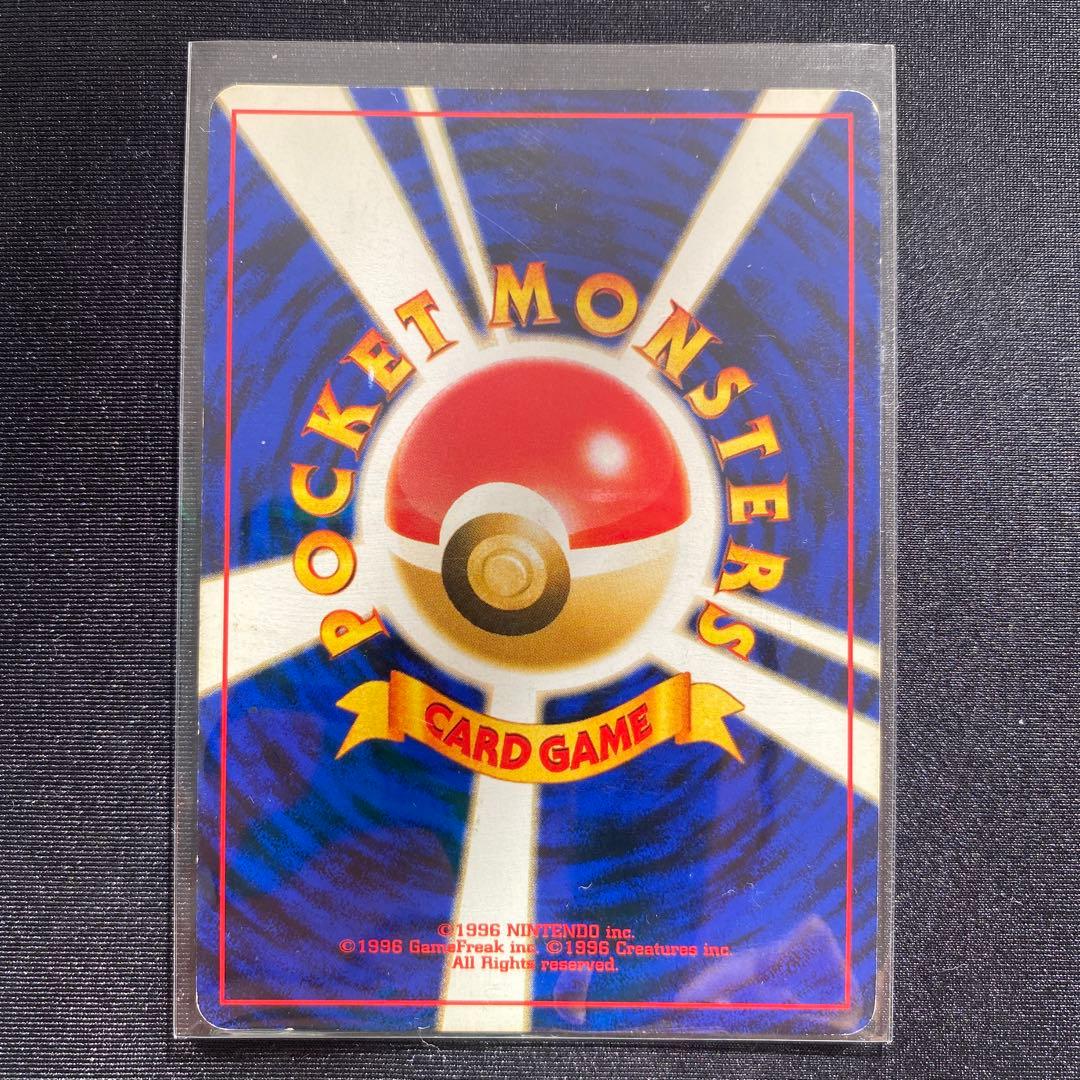 POCKET MONSTERS
CARD GAME
©1996 NINTENDO inc.
©1996 GameFreak inc. ©1996 Creatures inc.
All Rights reserved.